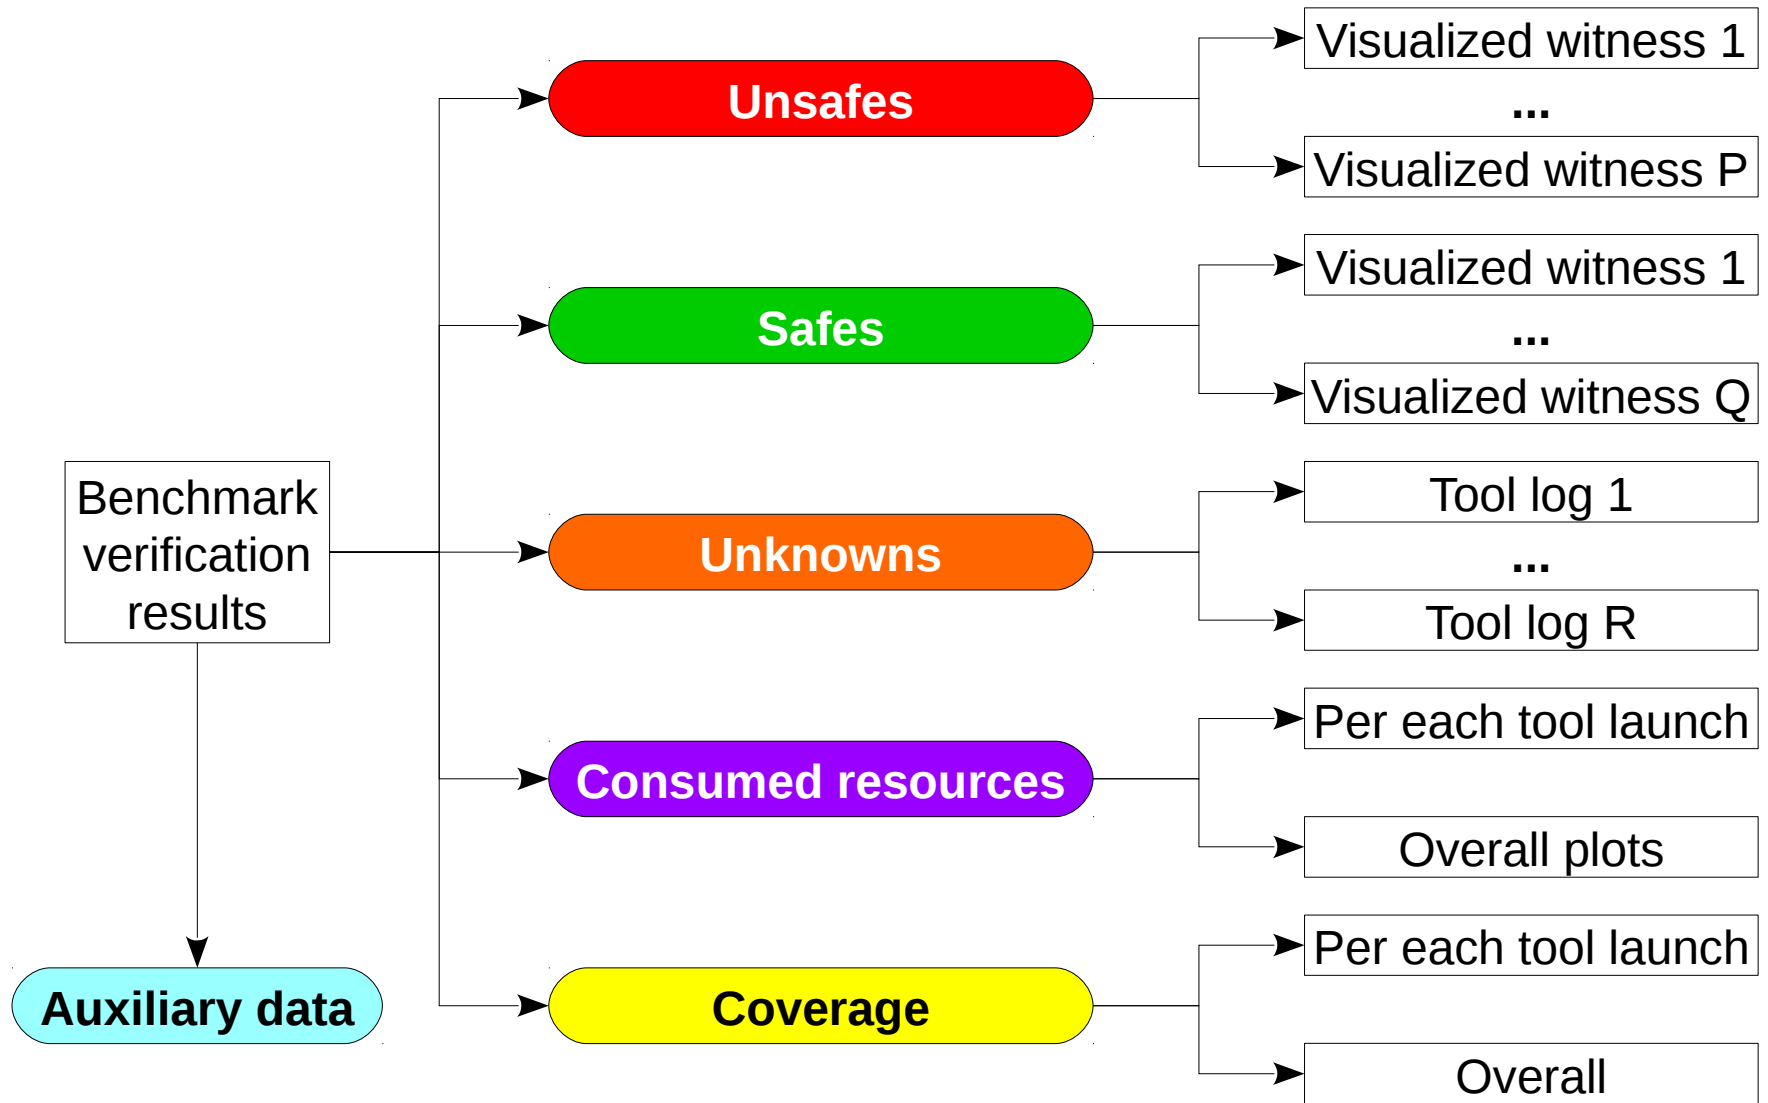 Visualized witness 1
Unsafes
...
Visualized witness P
Visualized witness 1
Safes
...
Visualized witness Q
Benchmark
verification
results
Tool log 1
Unknowns
...
Tool log R
Per each tool launch
Consumed resources
Overall plots
Per each tool launch
Auxiliary data
Coverage
Overall